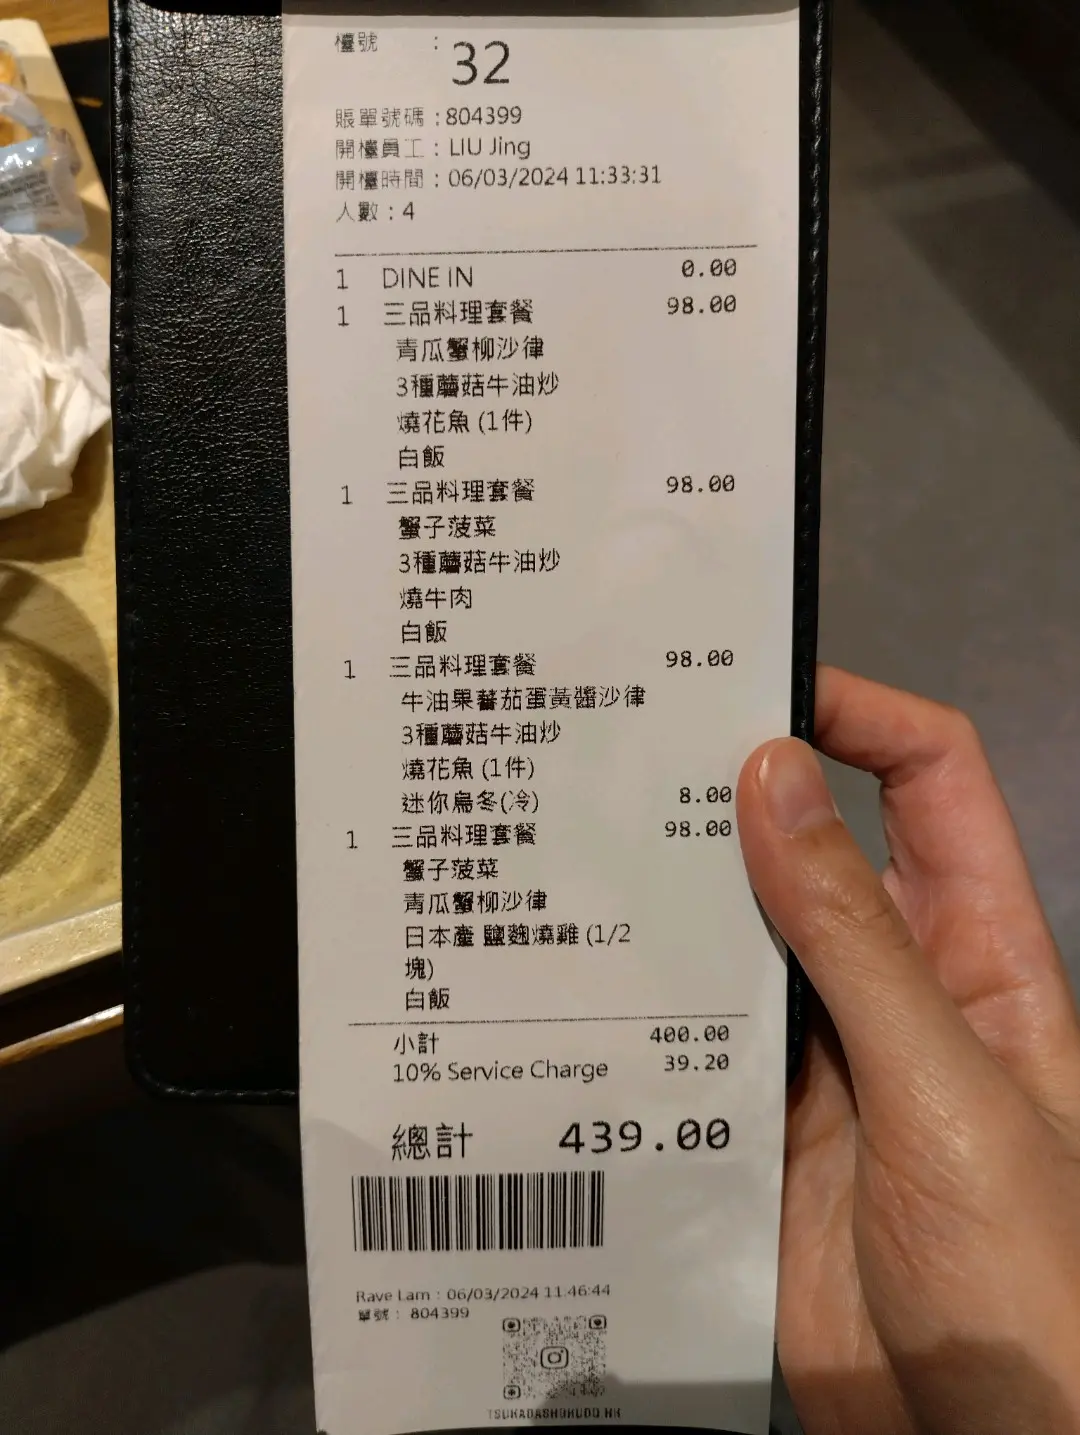 檯號 : 32
賬單號碼 : 804399
開檯員工 : LIU Jing
開檯時間 : 06/03/2024 11:33:31
人數 : 4
1 DINE IN 0.00
1 三品料理套餐 98.00
青瓜蟹柳沙律
3種蘑菇牛油炒
燒花魚 (1件)
白飯
1 三品料理套餐 98.00
蟹子菠菜
3種蘑菇牛油炒
燒牛肉
白飯
1 三品料理套餐 98.00
牛油果蕃茄蛋黃醬沙律
3種蘑菇牛油炒
燒花魚 (1件)
迷你烏冬(冷) 8.00
1 三品料理套餐 98.00
蟹子菠菜
青瓜蟹柳沙律
日本產 鹽麴燒雞 (1/2
塊)
白飯
小計 400.00
10% Service Charge 39.20
總計 439.00
Rave Lam : 06/03/2024 11:46:44
單號 : 804399
TSUKADASHOKUDO HK